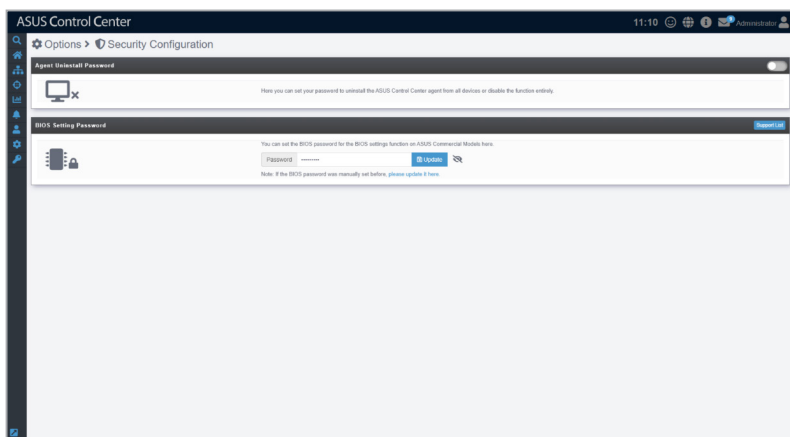 ASUS Control Center
11:10
Administrator
Options > Security Configuration
Agent Uninstall Password
Here you can set your password to uninstall the ASUS Control Center agent from all devices or disable the function entirely.
BIOS Setting Password
Support List
You can set the BIOS password for the BIOS settings function on ASUS Commercial Models here.
Password ········· Update
Note: If the BIOS password was manually set before, please update it here.